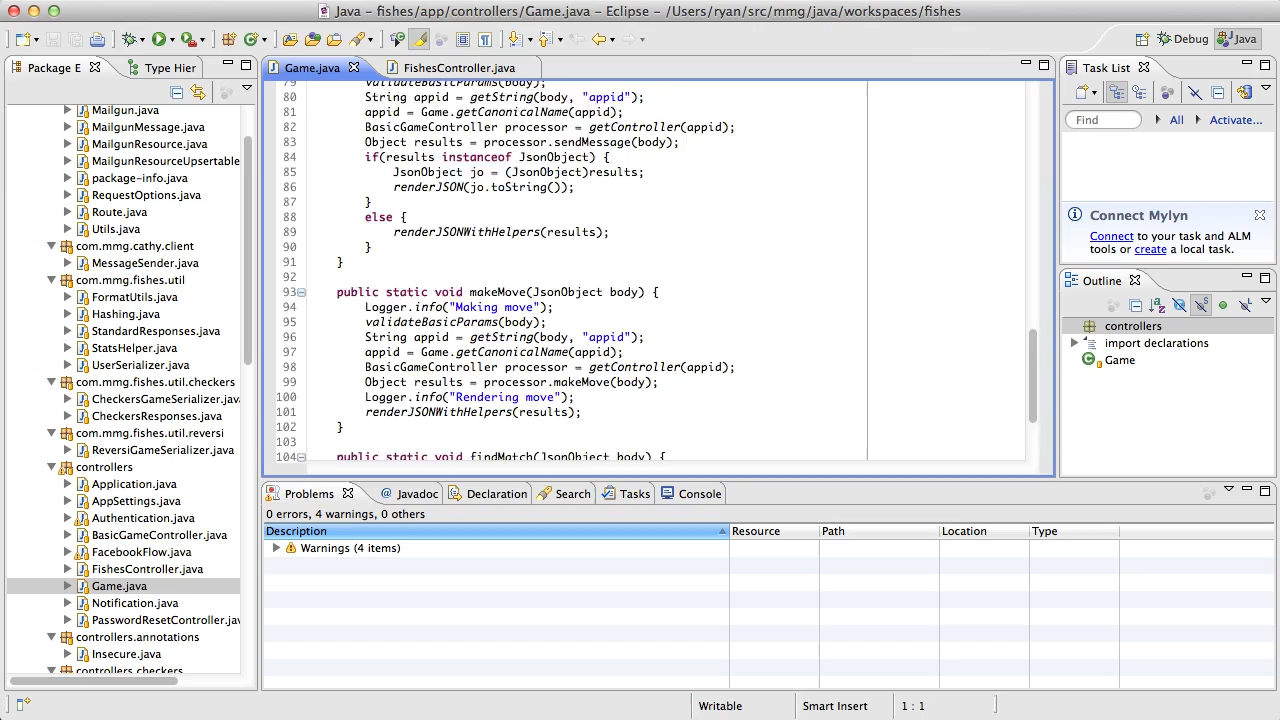 Java - fishes/app/controllers/Game.java - Eclipse - /Users/ryan/src/mmg/java/workspaces/fishes
Debug
Java
Package E
Type Hier
Mailgun.java
MailgunMessage.java
MailgunResource.java
MailgunResourceUpsertable
package-info.java
RequestOptions.java
Route.java
Utils.java
com.mmg.cathy.client
MessageSender.java
com.mmg.fishes.util
FormatUtils.java
Hashing.java
StandardResponses.java
StatsHelper.java
UserSerializer.java
com.mmg.fishes.util.checkers
CheckersGameSerializer.java
CheckersResponses.java
com.mmg.fishes.util.reversi
ReversiGameSerializer.java
controllers
Application.java
AppSettings.java
Authentication.java
BasicGameController.java
FacebookFlow.java
FishesController.java
Game.java
Notification.java
PasswordResetController.jav
controllers.annotations
Insecure.java
controllers.checkers
Game.java
FishesController.java
79 validateBasicParams(body);
80 String appid = getString(body, "appid");
81 appid = Game.getCanonicalName(appid);
82 BasicGameController processor = getController(appid);
83 Object results = processor.sendMessage(body);
84 if(results instanceof JsonObject) {
85 JsonObject jo = (JsonObject)results;
86 renderJSON(jo.toString());
87 }
88 else {
89 renderJSONWithHelpers(results);
90 }
91 }
92
93 public static void makeMove(JsonObject body) {
94 Logger.info("Making move");
95 validateBasicParams(body);
96 String appid = getString(body, "appid");
97 appid = Game.getCanonicalName(appid);
98 BasicGameController processor = getController(appid);
99 Object results = processor.makeMove(body);
100 Logger.info("Rendering move");
101 renderJSONWithHelpers(results);
102 }
103
104 public static void findMatch(JsonObject body) {
Task List
Find
All
Activate...
Connect Mylyn
Connect to your task and ALM
tools or create a local task.
Outline
controllers
import declarations
Game
Problems
@ Javadoc
Declaration
Search
Tasks
Console
0 errors, 4 warnings, 0 others
Description Resource Path Location Type
Warnings (4 items)
Writable
Smart Insert
1 : 1